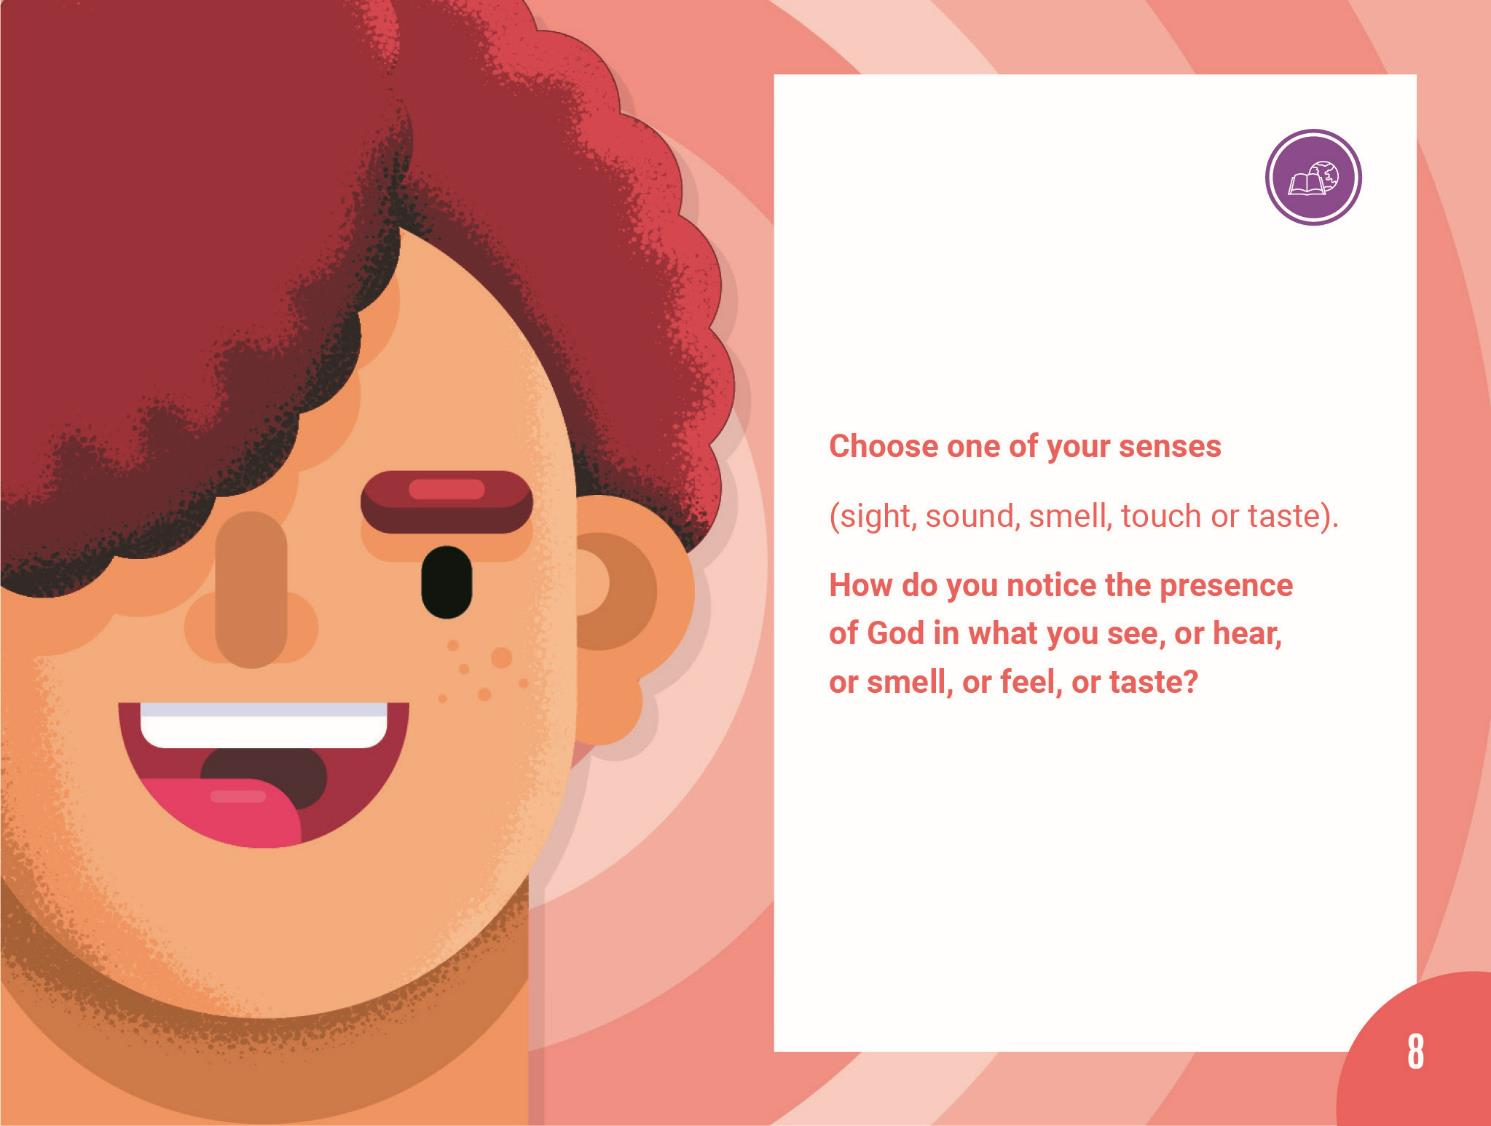 Choose one of your senses
(sight, sound, smell, touch or taste).
How do you notice the presence
of God in what you see, or hear,
or smell, or feel, or taste?
8